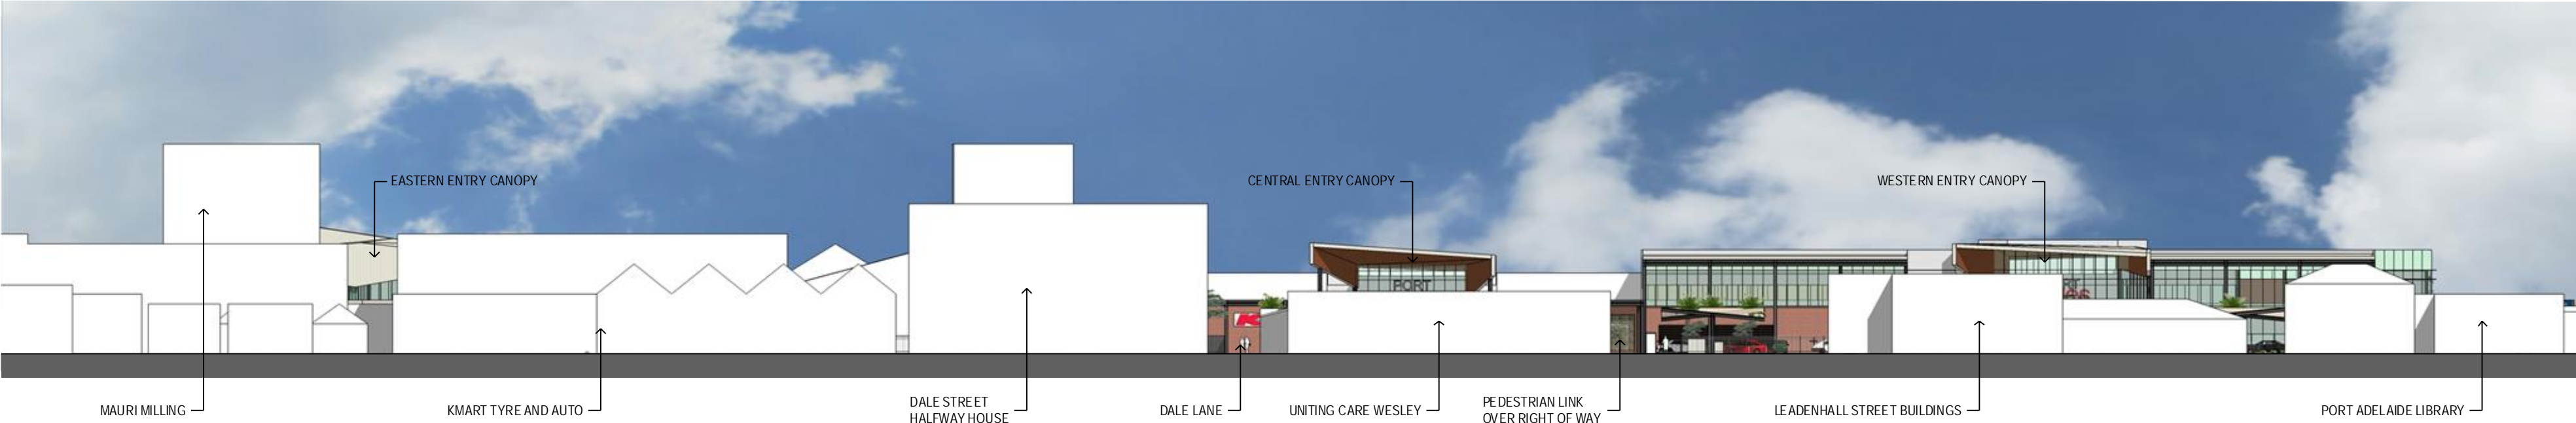 EASTERN ENTRY CANOPY
CENTRAL ENTRY CANOPY
WESTERN ENTRY CANOPY
PORT
K
MAURI MILLING
KMART TYRE AND AUTO
DALE STREET
HALFWAY HOUSE
DALE LANE
UNITING CARE WESLEY
PEDESTRIAN LINK
OVER RIGHT OF WAY
LEADENHALL STREET BUILDINGS
PORT ADELAIDE LIBRARY